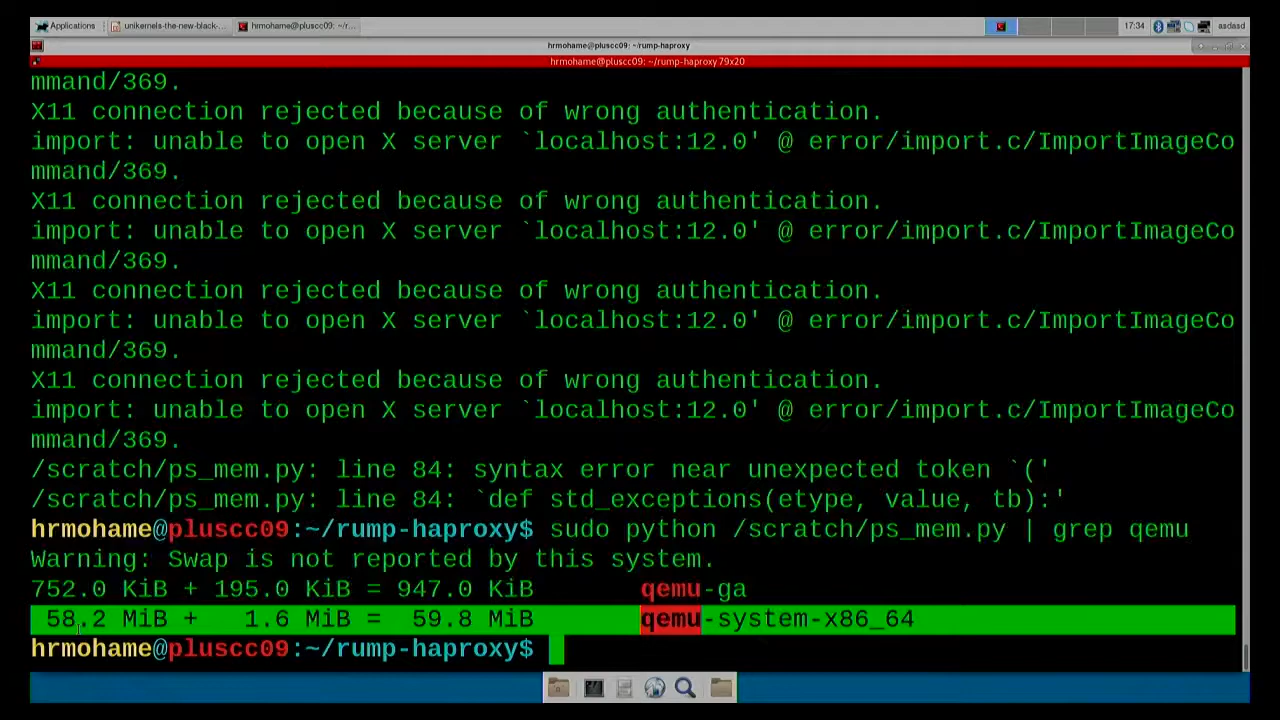 Applications
unikernels-the-new-black-...
hrmohame@pluscc09: ~/r...
17:34
asdasd
hrmohame@pluscc09: ~/rump-haproxy
hrmohame@pluscc09: ~/rump-haproxy 79x20
mmand/369.
X11 connection rejected because of wrong authentication.
import: unable to open X server `localhost:12.0' @ error/import.c/ImportImageCo
mmand/369.
X11 connection rejected because of wrong authentication.
import: unable to open X server `localhost:12.0' @ error/import.c/ImportImageCo
mmand/369.
X11 connection rejected because of wrong authentication.
import: unable to open X server `localhost:12.0' @ error/import.c/ImportImageCo
mmand/369.
X11 connection rejected because of wrong authentication.
import: unable to open X server `localhost:12.0' @ error/import.c/ImportImageCo
mmand/369.
/scratch/ps_mem.py: line 84: syntax error near unexpected token `('
/scratch/ps_mem.py: line 84: `def std_exceptions(etype, value, tb):'
hrmohame@pluscc09:~/rump-haproxy$ sudo python /scratch/ps_mem.py | grep qemu
Warning: Swap is not reported by this system.
752.0 KiB + 195.0 KiB = 947.0 KiB qemu-ga
58.2 MiB + 1.6 MiB = 59.8 MiB qemu-system-x86_64
hrmohame@pluscc09:~/rump-haproxy$